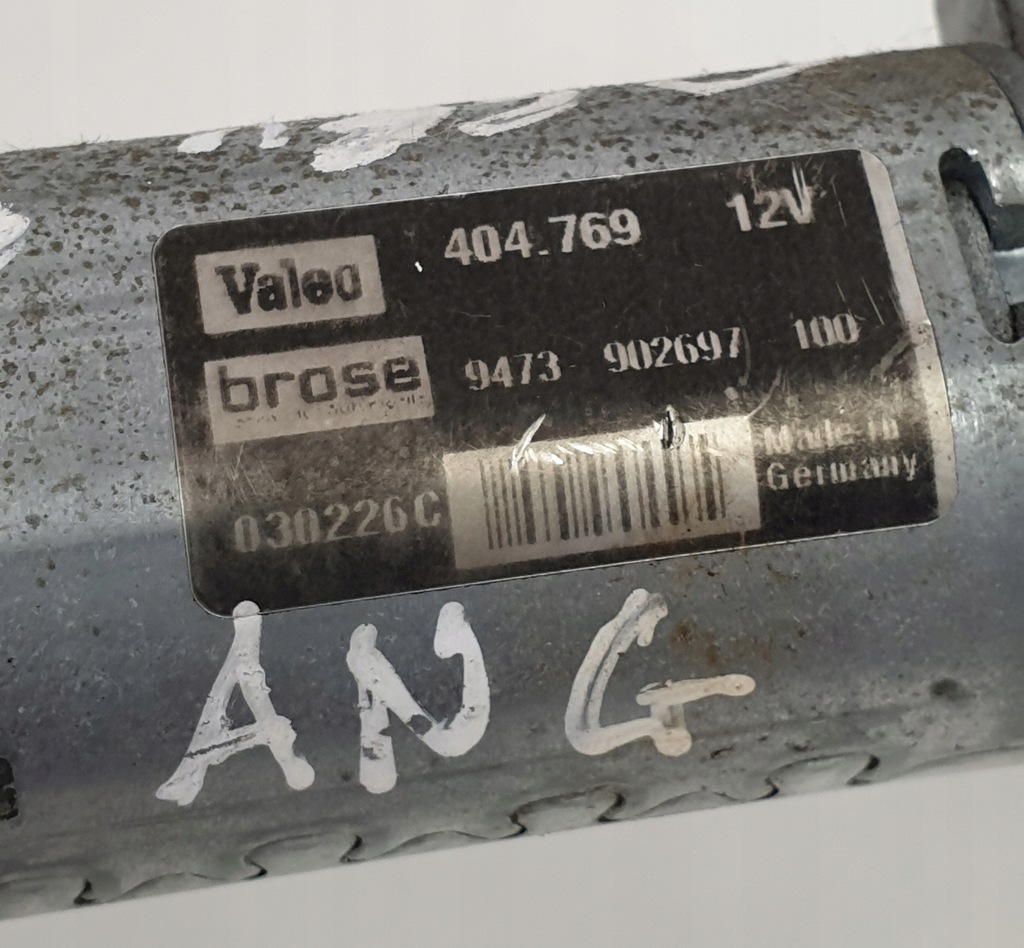 Valeo 404.769 12V
brose 9473 902697 100
Made in
Germany
030226C
ANG